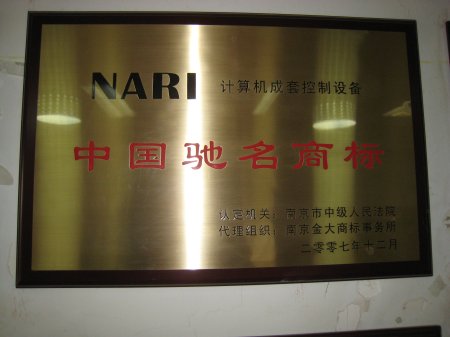 NARI 计算机成套控制设备
中国驰名商标
认定机关：南京市中级人民法院
代理组织：南京金大商标事务所
二零零七年十二月